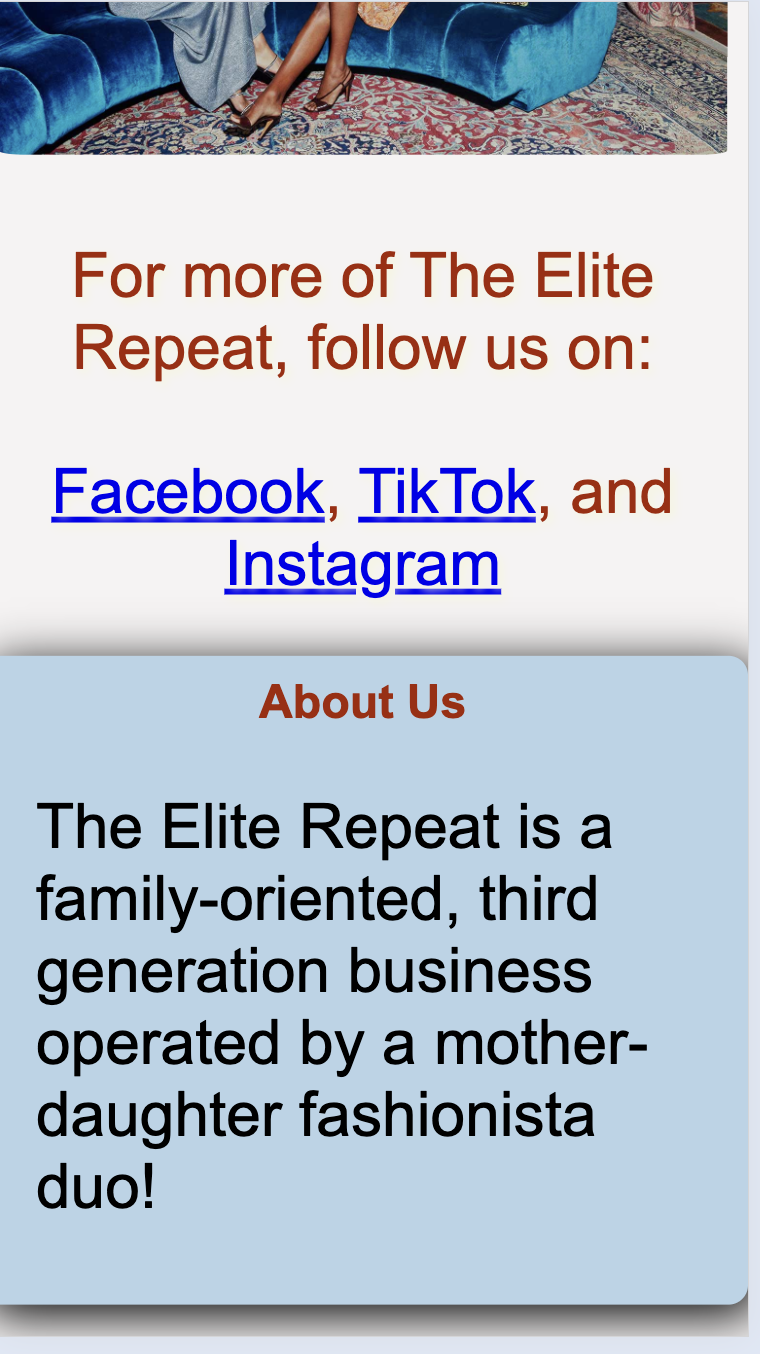 For more of The Elite
Repeat, follow us on:
Facebook, TikTok, and
Instagram
About Us
The Elite Repeat is a
family-oriented, third
generation business
operated by a mother-
daughter fashionista
duo!